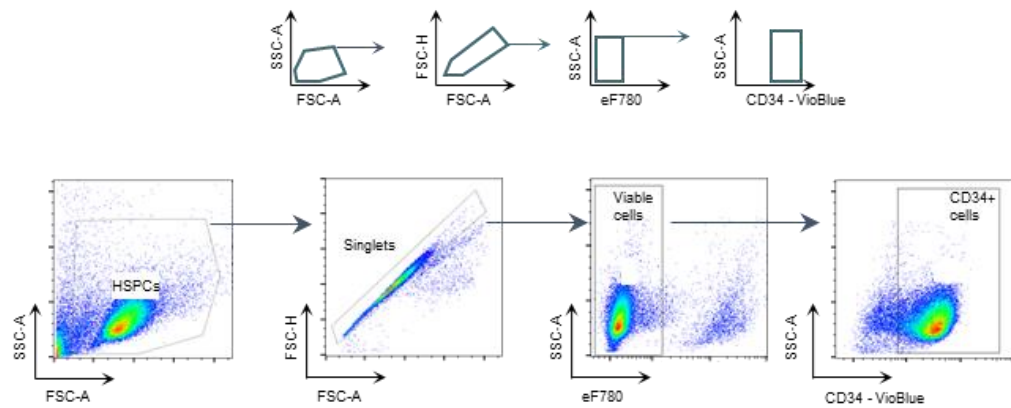 SSC-A
FSC-A
FSC-H
FSC-A
SSC-A
eF780
SSC-A
CD34 - VioBlue
HSPCs
SSC-A
FSC-A
Singlets
FSC-H
FSC-A
Viable
cells
SSC-A
eF780
CD34+
cells
SSC-A
CD34 - VioBlue